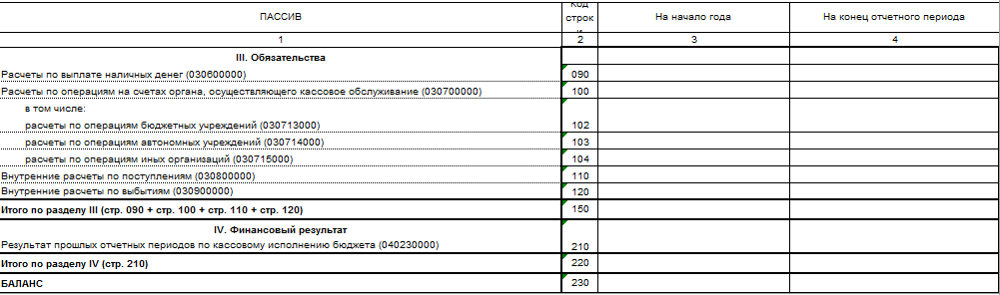 ПАССИВ
Код
строк
и
На начало года
На конец отчетного периода
1 2 3 4
III. Обязательства
Расчеты по выплате наличных денег (030600000) 090
Расчеты по операциям на счетах органа, осуществляющего кассовое обслуживание (030700000) 100
в том числе:
расчеты по операциям бюджетных учреждений (030713000) 102
расчеты по операциям автономных учреждений (030714000) 103
расчеты по операциям иных организаций (030715000) 104
Внутренние расчеты по поступлениям (030800000) 110
Внутренние расчеты по выбытиям (030900000) 120
Итого по разделу III (стр. 090 + стр. 100 + стр. 110 + стр. 120) 150
IV. Финансовый результат
Результат прошлых отчетных периодов по кассовому исполнению бюджета (040230000) 210
Итого по разделу IV (стр. 210) 220
БАЛАНС 230